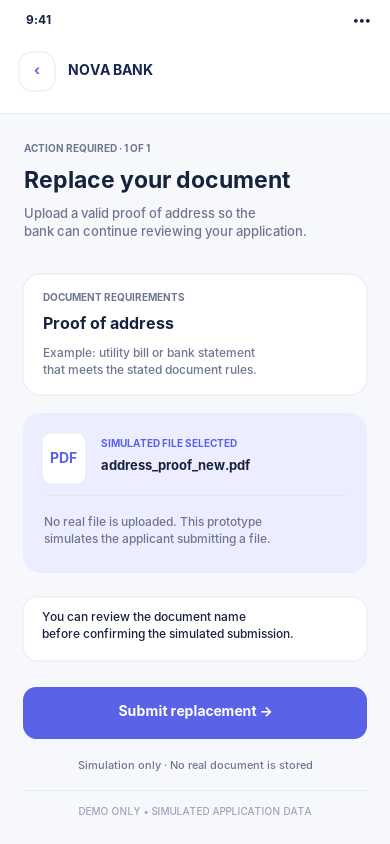 9:41
•••
‹
NOVA BANK
ACTION REQUIRED · 1 OF 1
Replace your document
Upload a valid proof of address so the
bank can continue reviewing your application.
DOCUMENT REQUIREMENTS
Proof of address
Example: utility bill or bank statement
that meets the stated document rules.
PDF
SIMULATED FILE SELECTED
address_proof_new.pdf
No real file is uploaded. This prototype
simulates the applicant submitting a file.
You can review the document name
before confirming the simulated submission.
Submit replacement →
Simulation only · No real document is stored
DEMO ONLY • SIMULATED APPLICATION DATA